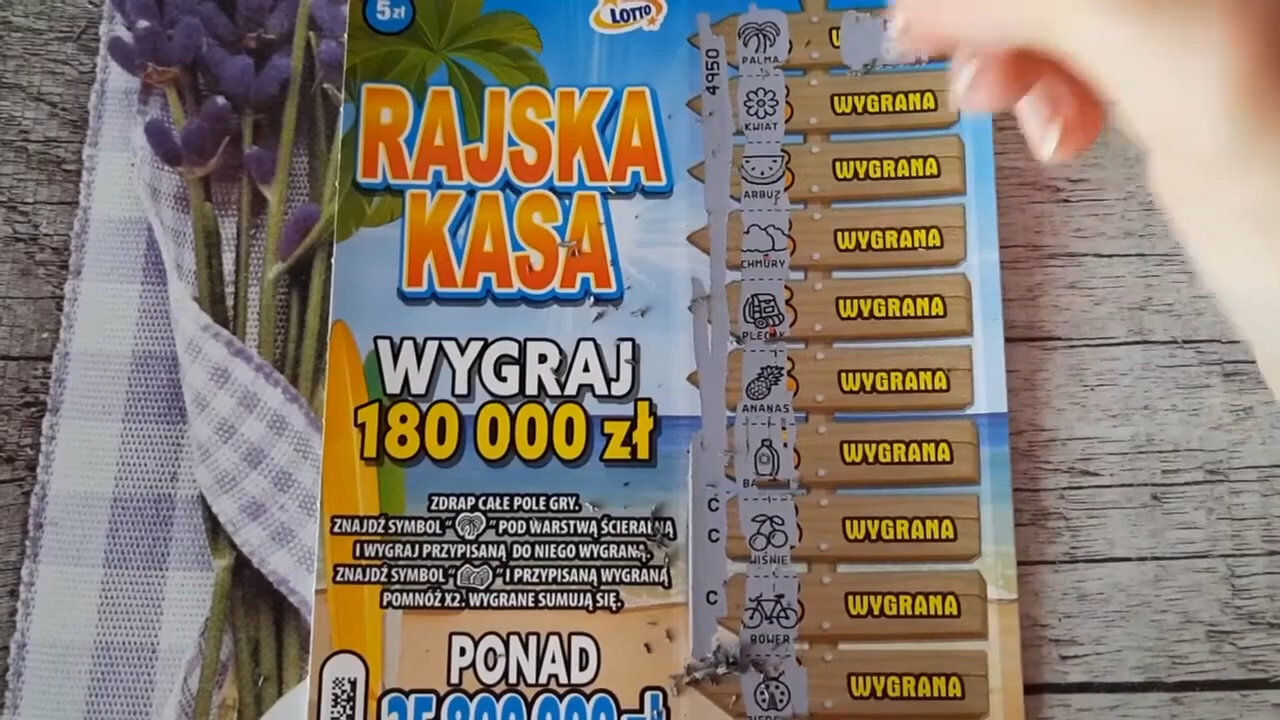 5zł
LOTTO
RAJSKA
KASA
WYGRAJ
180 000 zł
ZDRAP CAŁE POLE GRY.
ZNAJDŹ SYMBOL “ ” POD WARSTWĄ ŚCIERALNĄ
I WYGRAJ PRZYPISANĄ DO NIEGO WYGRANĄ.
ZNAJDŹ SYMBOL “ ” I PRZYPISANĄ WYGRANĄ
POMNÓŻ X2. WYGRANE SUMUJĄ SIĘ.
PONAD
4950
C
C
C
PALMA
KWIAT
WYGRANA
ARBUZ
WYGRANA
CHMURY
WYGRANA
PLECAK
WYGRANA
ANANAS
WYGRANA
WYGRANA
WIŚNIE
WYGRANA
ROWER
WYGRANA
WYGRANA